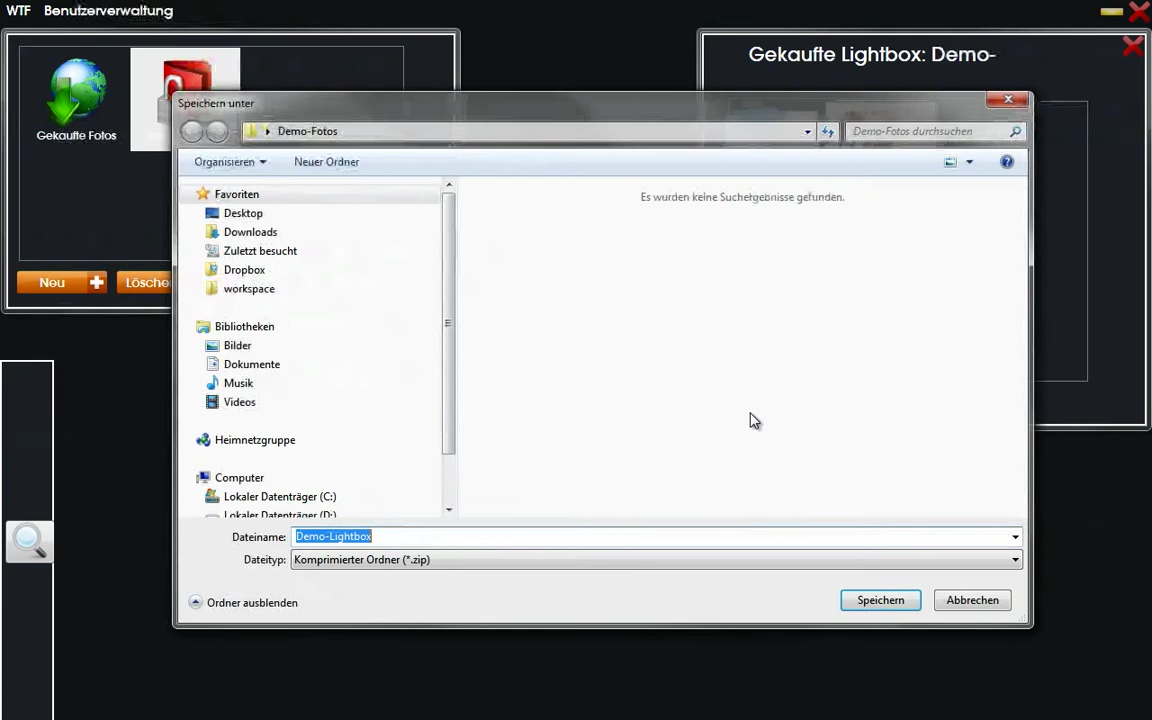 WTF Benutzerverwaltung
Gekaufte Lightbox: Demo-
Gekaufte Fotos
Neu
Lösche
Speichern unter
Demo-Fotos
Demo-Fotos durchsuchen
Organisieren
Neuer Ordner
Favoriten
Desktop
Downloads
Zuletzt besucht
Dropbox
workspace
Bibliotheken
Bilder
Dokumente
Musik
Videos
Heimnetzgruppe
Computer
Lokaler Datenträger (C:)
Lokaler Datenträger (D:)
Es wurden keine Suchergebnisse gefunden.
Dateiname: Demo-Lightbox
Dateityp: Komprimierter Ordner (*.zip)
Ordner ausblenden
Speichern
Abbrechen